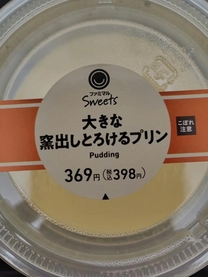 ファミマル
Sweets
大きな
窯出しとろけるプリン
Pudding
369円(税込398円)
こぼれ
注意